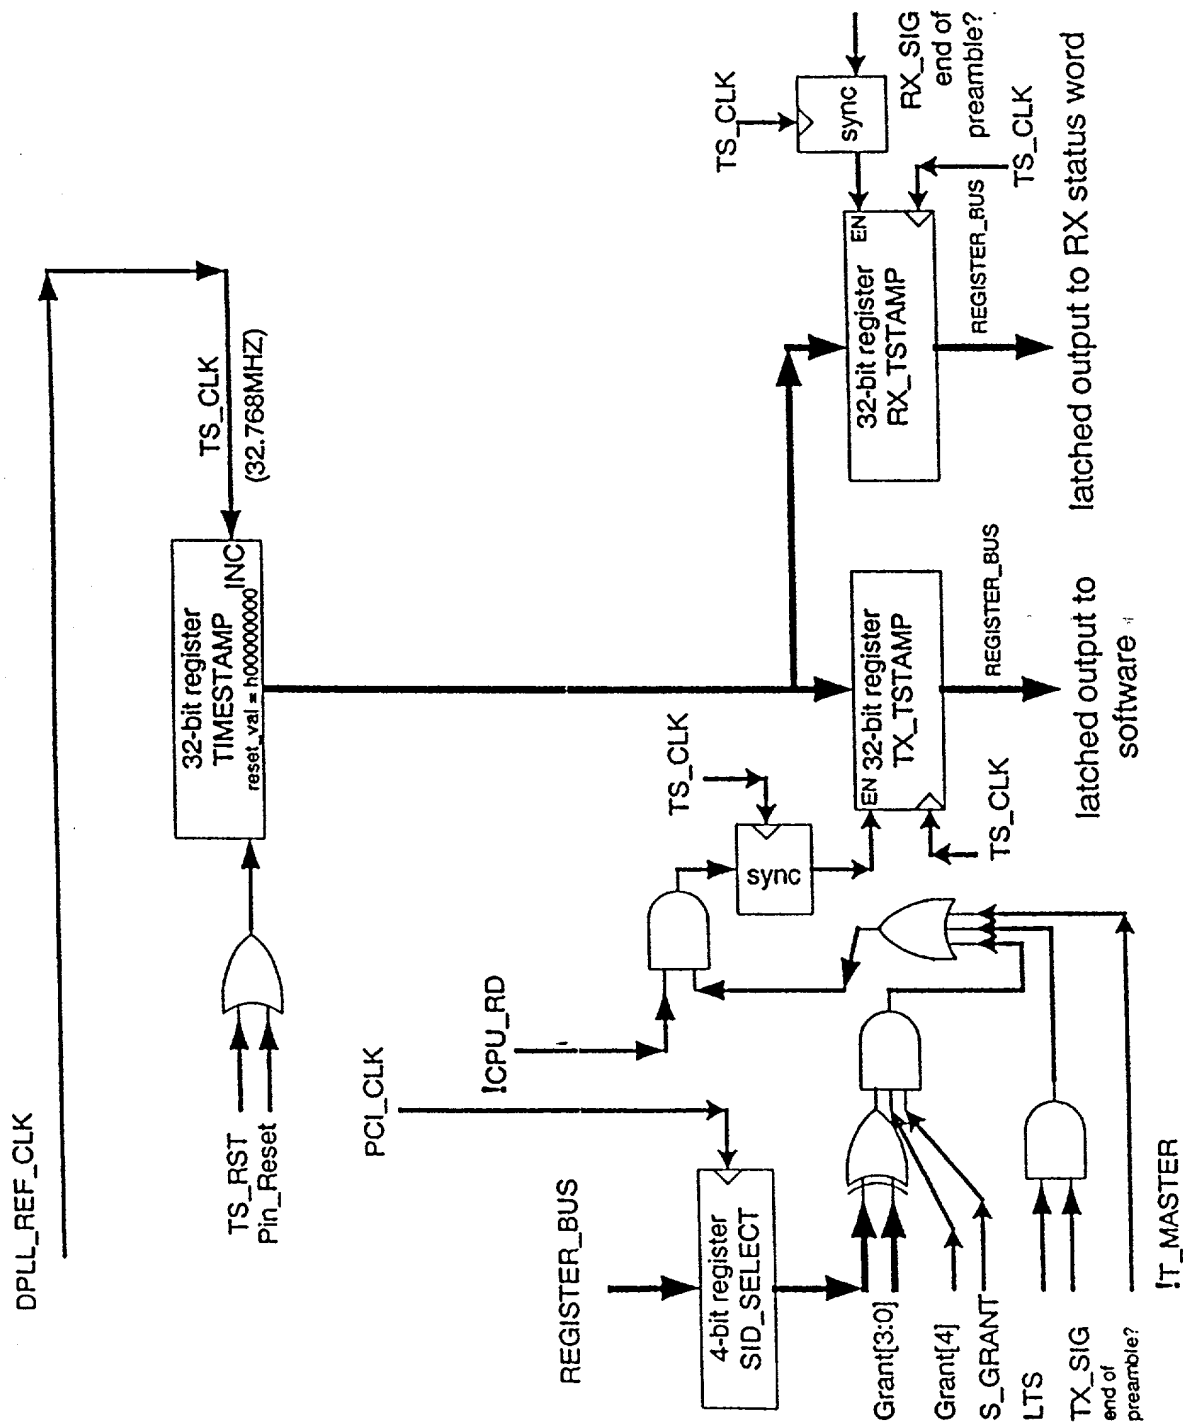 DPLL_REF_CLK
TS_CLK
(32.768MHZ)
32-bit register
TIMESTAMP
reset_val = h00000000
INC
TS_RST
Pin_Reset
PCI_CLK
!CPU_RD
REGISTER_BUS
4-bit register
SID_SELECT
TS_CLK
sync
EN
32-bit register
TX_TSTAMP
TS_CLK
REGISTER_BUS
latched output to
software
TS_CLK
sync
RX_SIG
end of
preamble?
EN
32-bit register
RX_TSTAMP
TS_CLK
REGISTER_BUS
latched output to RX status word
Grant[3:0]
Grant[4]
S_GRANT
LTS
TX_SIG
end of
preamble?
!T_MASTER